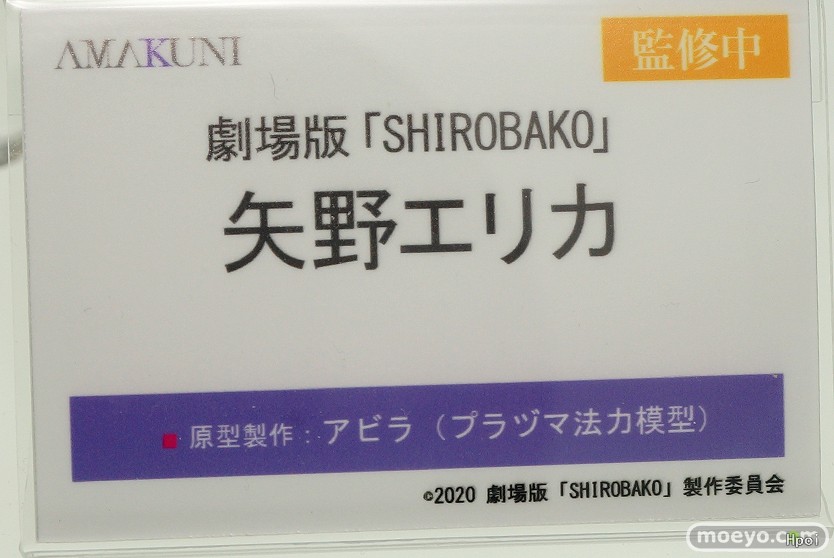 AMAKUNI
監修中
劇場版「SHIROBAKO」
矢野エリカ
■原型製作：アビラ（プラヅマ法力模型）
©2020 劇場版「SHIROBAKO」製作委員会
moeyo.com
Hpoi